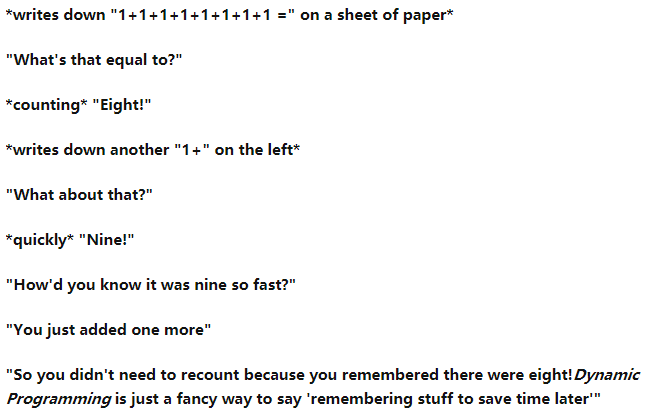 *writes down "1+1+1+1+1+1+1+1 =" on a sheet of paper*
"What's that equal to?"
*counting* "Eight!"
*writes down another "1+" on the left*
"What about that?"
*quickly* "Nine!"
"How'd you know it was nine so fast?"
"You just added one more"
"So you didn't need to recount because you remembered there were eight!Dynamic
Programming is just a fancy way to say 'remembering stuff to save time later'"